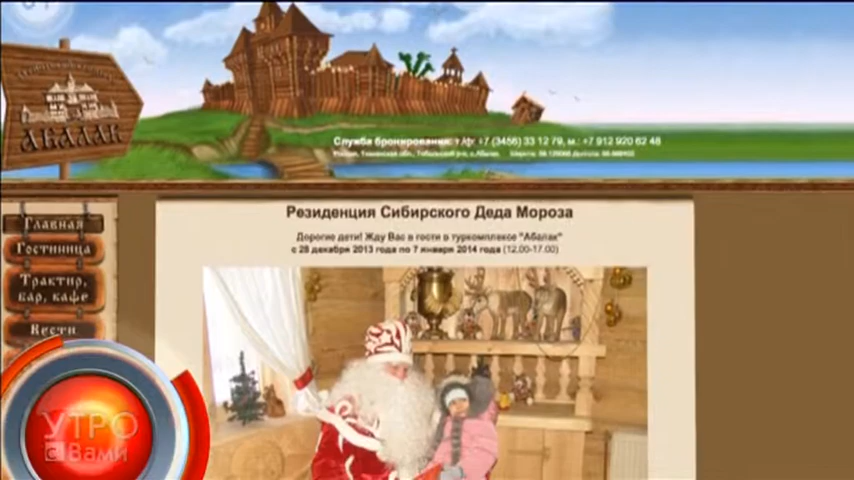 АБАЛАК
Служба бронирования: т./ф. +7 (3456) 33 12 79, м.: +7 912 920 62 48
Резиденция Сибирского Деда Мороза
Дорогие дети! Жду Вас в гости в туркомплексе "Абалак"
с 28 декабря 2013 года по 7 января 2014 года (12.00-17.00)
Главная
Гостиница
Трактир,
бар, кафе
Вести
УТРО
с Вами